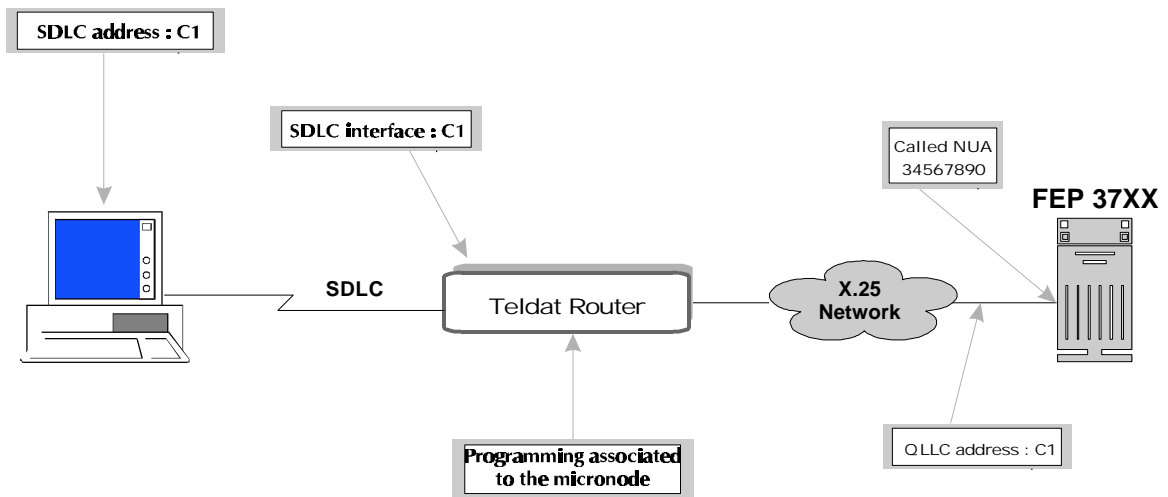 SDLC address : C1
SDLC interface : C1
Called NUA
34567890
FEP 37XX
SDLC
Teldat Router
X.25
Network
Programming associated
to the micronode
QLLC address : C1